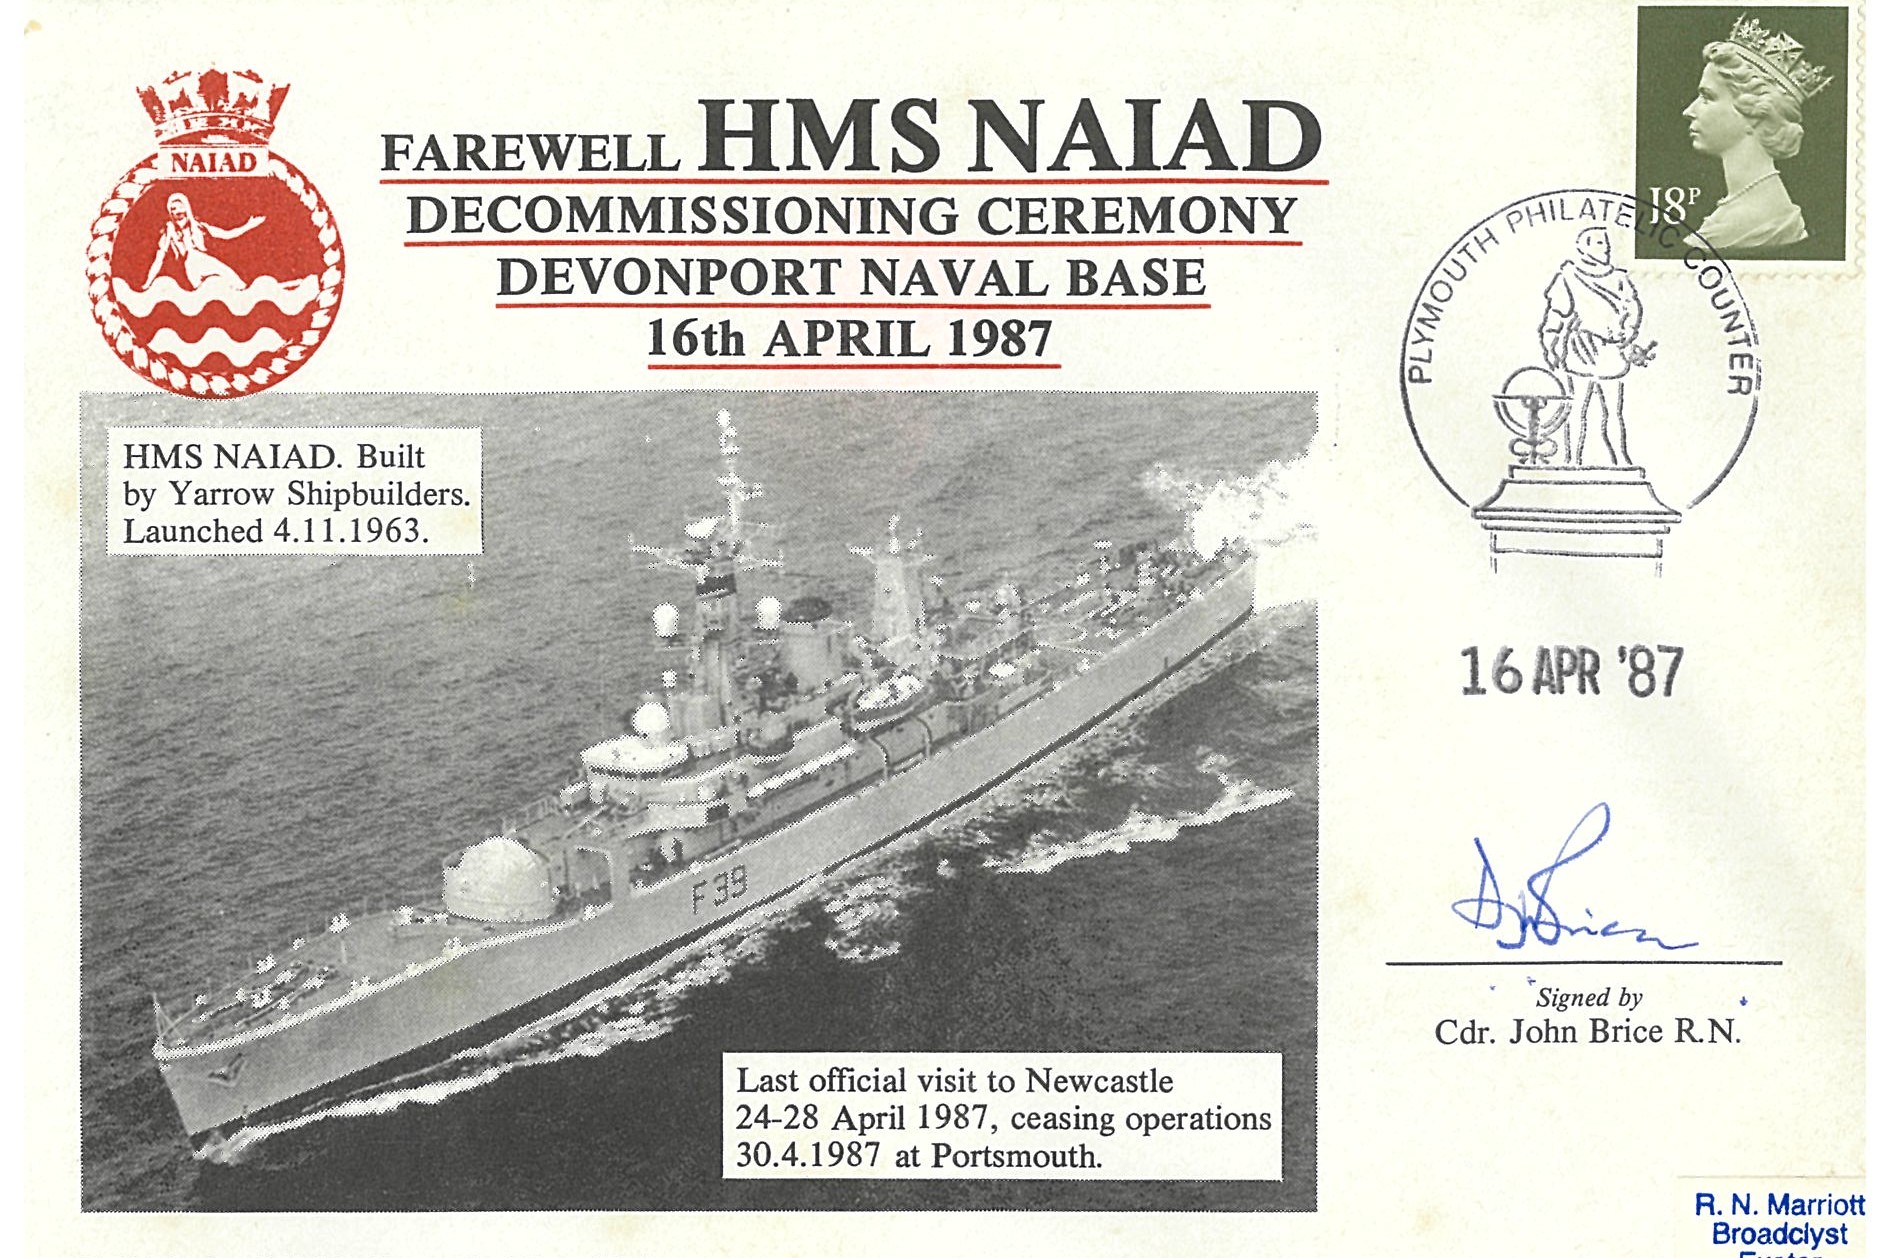 NAIAD
FAREWELL HMS NAIAD
DECOMMISSIONING CEREMONY
DEVONPORT NAVAL BASE
16th APRIL 1987
18P
PLYMOUTH PHILATELIC COUNTER
16 APR '87
HMS NAIAD. Built
by Yarrow Shipbuilders.
Launched 4.11.1963.
F39
Last official visit to Newcastle
24-28 April 1987, ceasing operations
30.4.1987 at Portsmouth.
Signed by
Cdr. John Brice R.N.
R. N. Marriott
Broadclyst